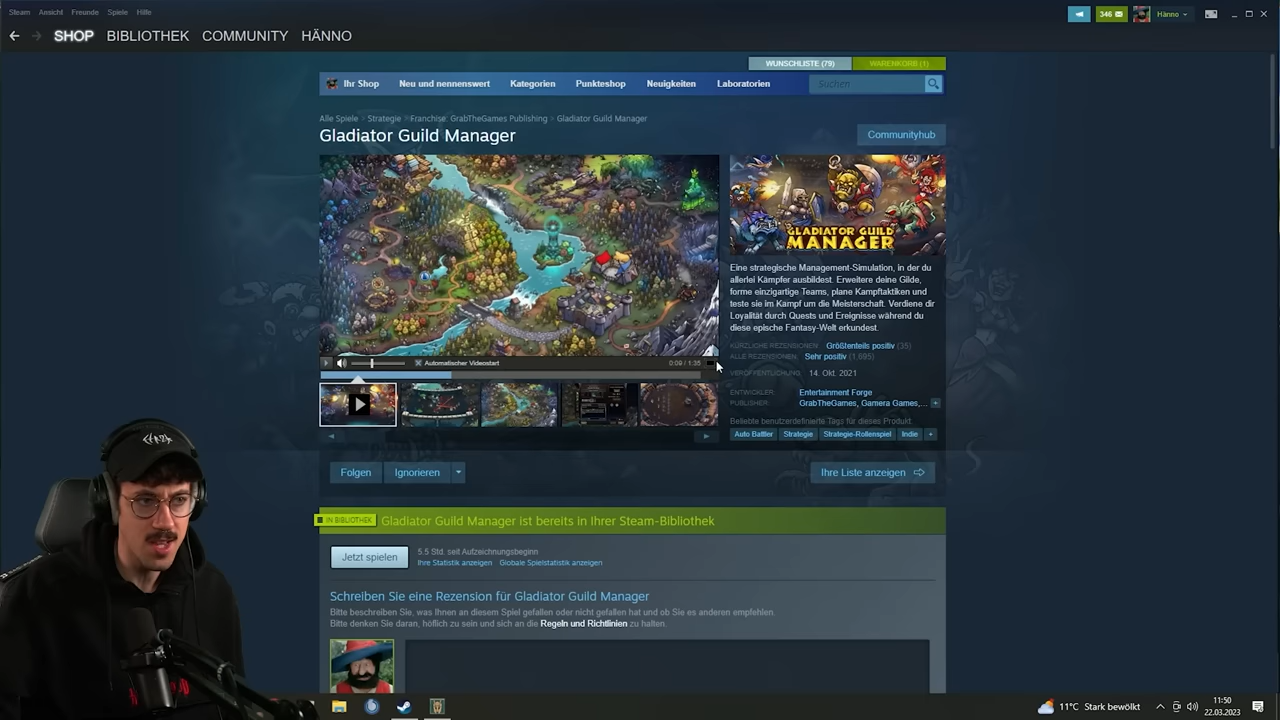 Steam Ansicht Freunde Spiele Hilfe
346 Hänno
SHOP BIBLIOTHEK COMMUNITY HÄNNO
WUNSCHLISTE (79) WARENKORB (1)
Ihr Shop Neu und nennenswert Kategorien Punkteshop Neuigkeiten Laboratorien Suchen
Alle Spiele > Strategie > Franchise: GrabTheGames Publishing > Gladiator Guild Manager
Gladiator Guild Manager
Communityhub
GLADIATOR GUILD
MANAGER
Eine strategische Management-Simulation, in der du
allerlei Kämpfer ausbildest. Erweitere deine Gilde,
forme einzigartige Teams, plane Kampftaktiken und
teste sie im Kampf um die Meisterschaft. Verdiene dir
Loyalität durch Quests und Ereignisse während du
diese epische Fantasy-Welt erkundest.
KÜRZLICHE REZENSIONEN: Größtenteils positiv (35)
ALLE REZENSIONEN: Sehr positiv (1,695)
VERÖFFENTLICHUNG: 14. Okt. 2021
ENTWICKLER: Entertainment Forge
PUBLISHER: GrabTheGames, Gamera Games,... +
Beliebte benutzerdefinierte Tags für dieses Produkt:
Auto Battler Strategie Strategie-Rollenspiel Indie +
Automatischer Videostart 0:09 / 1:35
Folgen Ignorieren Ihre Liste anzeigen
IN BIBLIOTHEK Gladiator Guild Manager ist bereits in Ihrer Steam-Bibliothek
Jetzt spielen
5.5 Std. seit Aufzeichnungsbeginn
Ihre Statistik anzeigen Globale Spielstatistik anzeigen
Schreiben Sie eine Rezension für Gladiator Guild Manager
Bitte beschreiben Sie, was Ihnen an diesem Spiel gefallen oder nicht gefallen hat und ob Sie es anderen empfehlen.
Bitte denken Sie daran, höflich zu sein und sich an die Regeln und Richtlinien zu halten.
11°C Stark bewölkt
11:50
22.03.2023